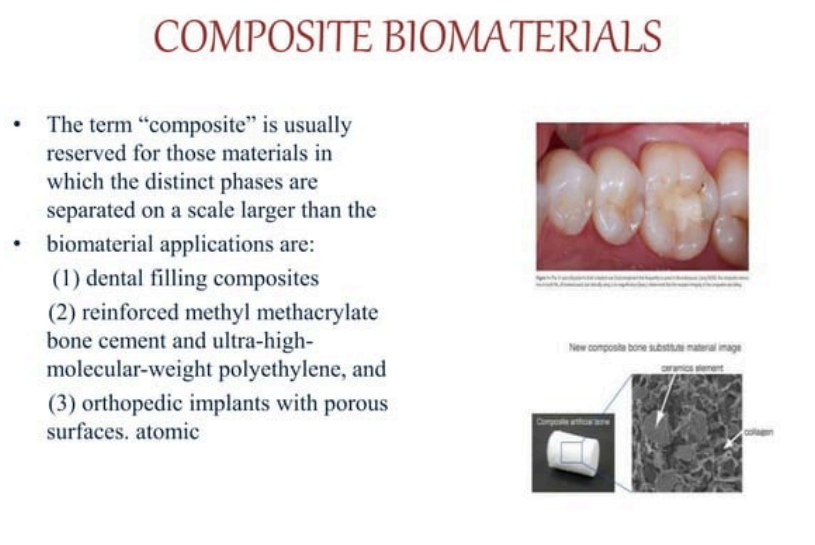 COMPOSITE BIOMATERIALS
• The term “composite” is usually
reserved for those materials in
which the distinct phases are
separated on a scale larger than the
• biomaterial applications are:
(1) dental filling composites
(2) reinforced methyl methacrylate
bone cement and ultra-high-
molecular-weight polyethylene, and
(3) orthopedic implants with porous
surfaces. atomic
New composite bone substitute material image
ceramics element
Composite artificial bone
collagen